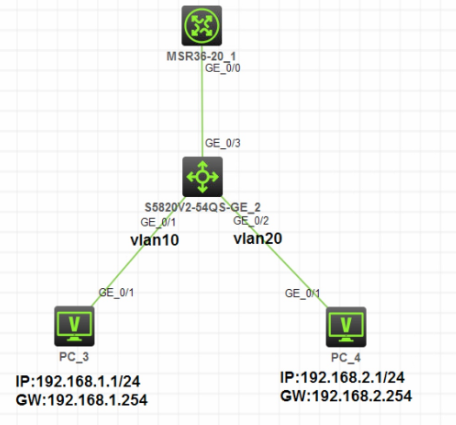 MSR36-20_1
GE_0/0
GE_0/3
S5820V2-54QS-GE_2
GE_0/1
GE_0/2
vlan10
vlan20
GE_0/1
GE_0/1
V
V
PC_3
PC_4
IP:192.168.1.1/24
GW:192.168.1.254
IP:192.168.2.1/24
GW:192.168.2.254